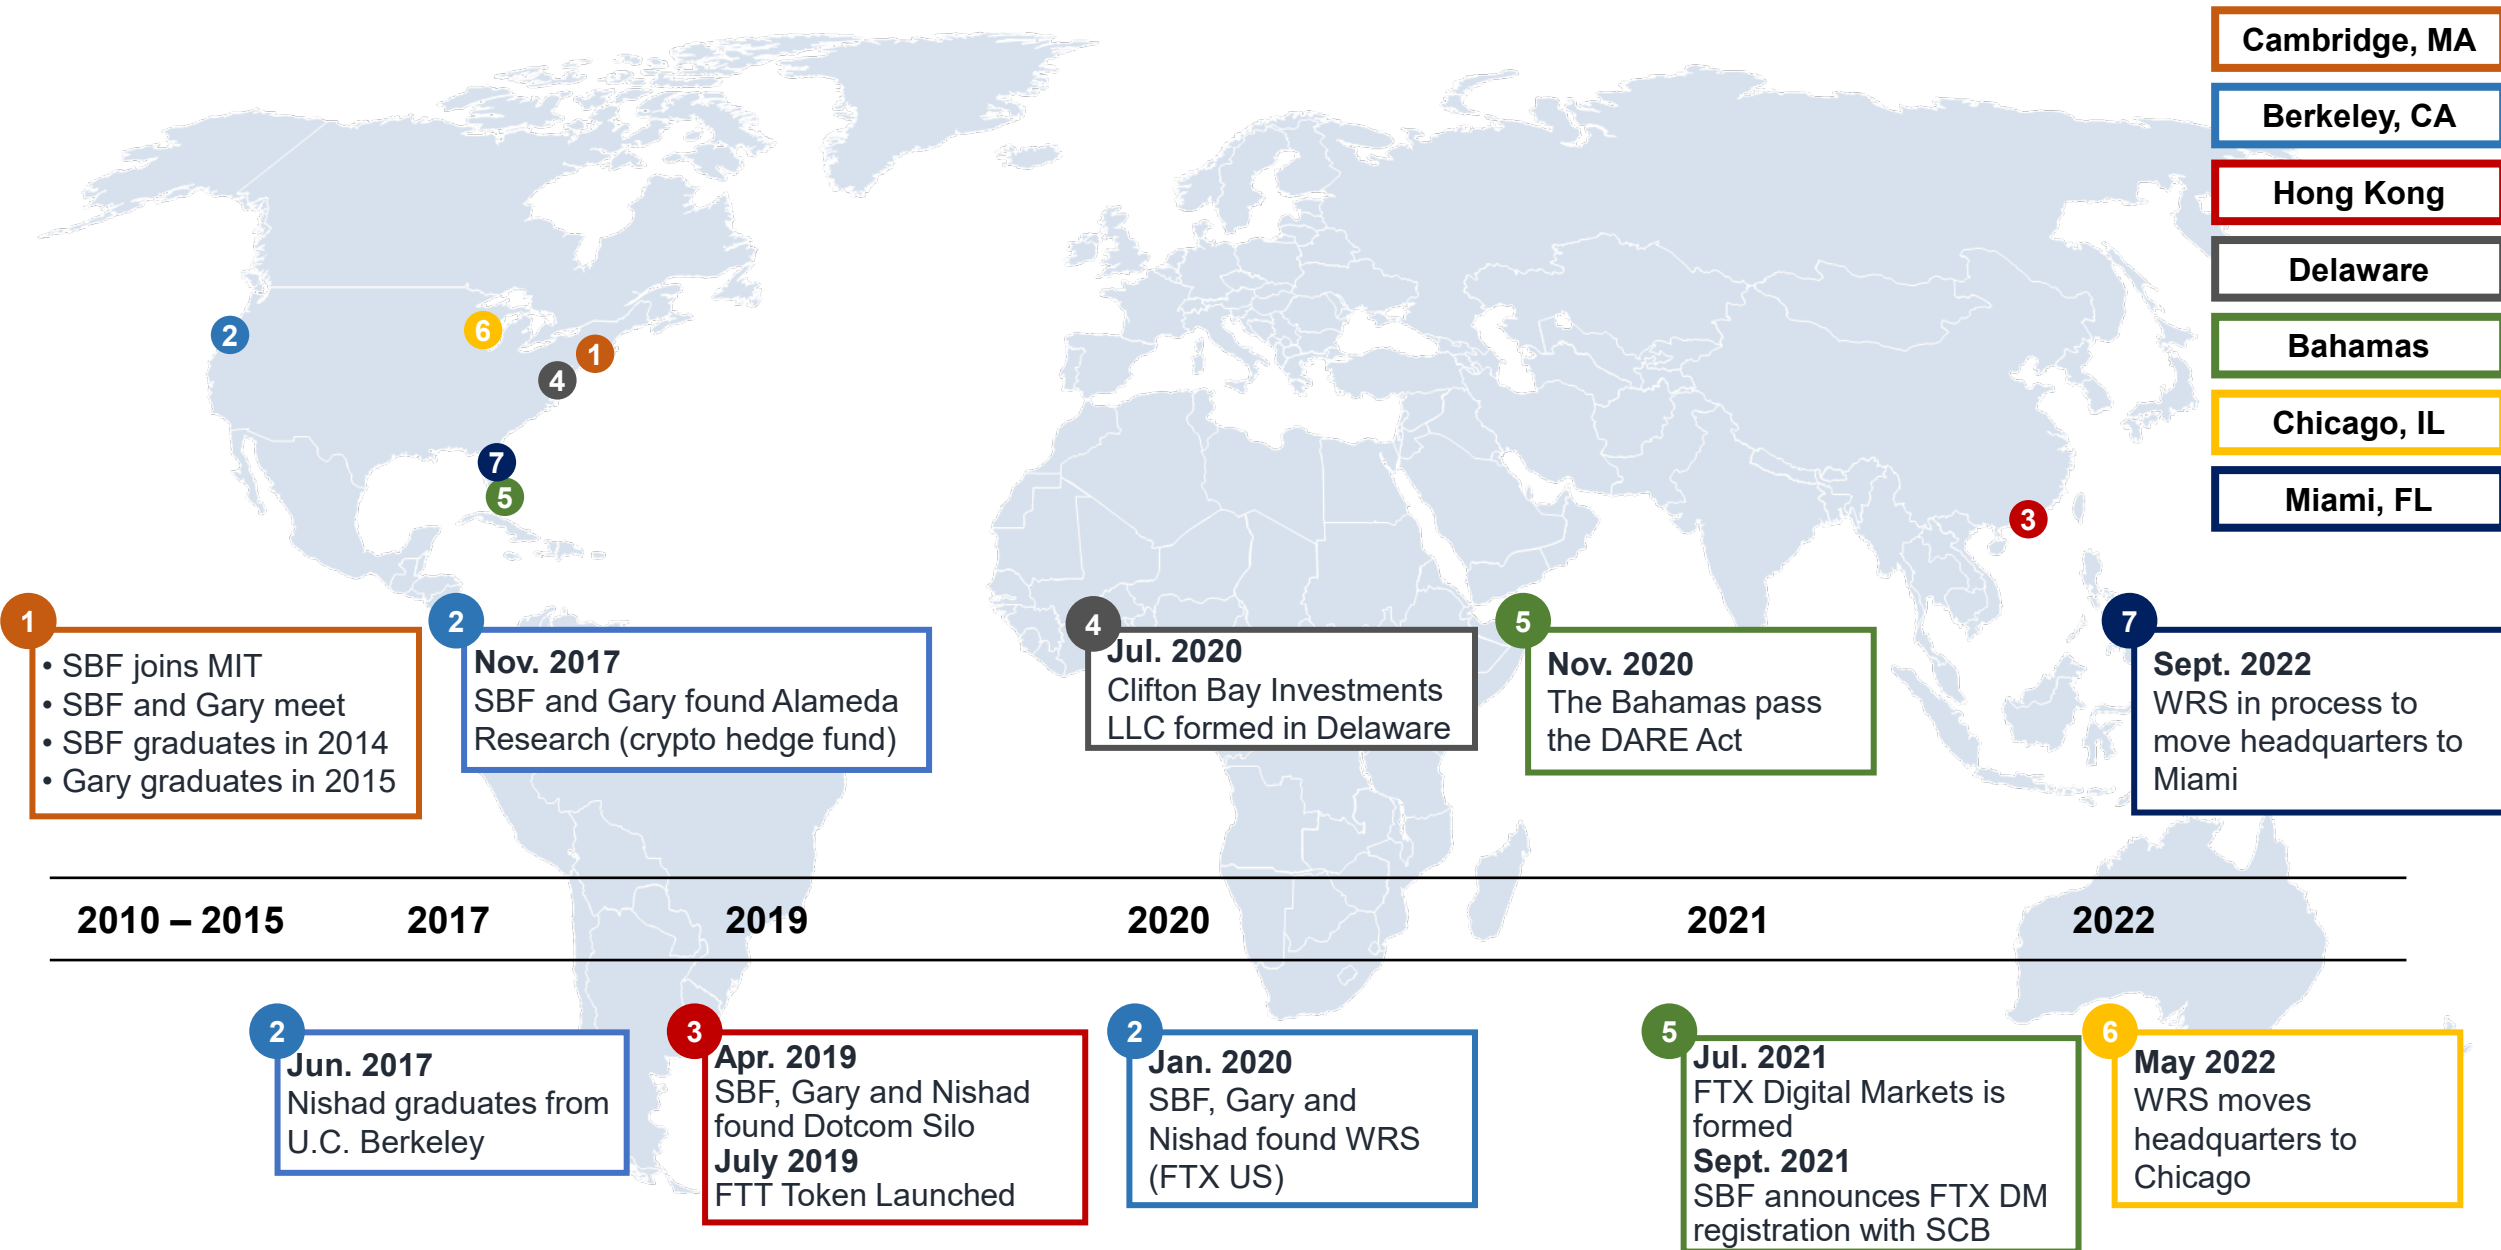 Cambridge, MA
Berkeley, CA
Hong Kong
Delaware
Bahamas
Chicago, IL
Miami, FL
2
6
1
4
7
5
3
1
• SBF joins MIT
• SBF and Gary meet
• SBF graduates in 2014
• Gary graduates in 2015
2
Nov. 2017
SBF and Gary found Alameda
Research (crypto hedge fund)
4
Jul. 2020
Clifton Bay Investments
LLC formed in Delaware
5
Nov. 2020
The Bahamas pass
the DARE Act
7
Sept. 2022
WRS in process to
move headquarters to
Miami
2010 – 2015 2017 2019 2020 2021 2022
2
Jun. 2017
Nishad graduates from
U.C. Berkeley
3
Apr. 2019
SBF, Gary and Nishad
found Dotcom Silo
July 2019
FTT Token Launched
2
Jan. 2020
SBF, Gary and
Nishad found WRS
(FTX US)
5
Jul. 2021
FTX Digital Markets is
formed
Sept. 2021
SBF announces FTX DM
registration with SCB
6
May 2022
WRS moves
headquarters to
Chicago